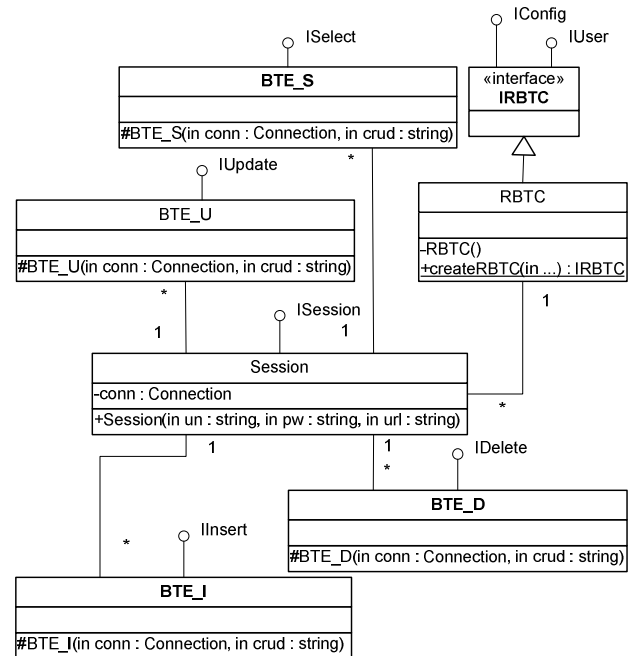 IConfig
ISelect
IUser
BTE_S
#BTE_S(in conn : Connection, in crud : string)
«interface»
IRBTC
*
IUpdate
BTE_U
#BTE_U(in conn : Connection, in crud : string)
RBTC
-RBTC()
+createRBTC(in ...) : IRBTC
*
1
ISession
1
1
Session
-conn : Connection
+Session(in un : string, in pw : string, in url : string)
*
1
1
IDelete
*
BTE_D
#BTE_D(in conn : Connection, in crud : string)
*
IInsert
BTE_I
#BTE_I(in conn : Connection, in crud : string)